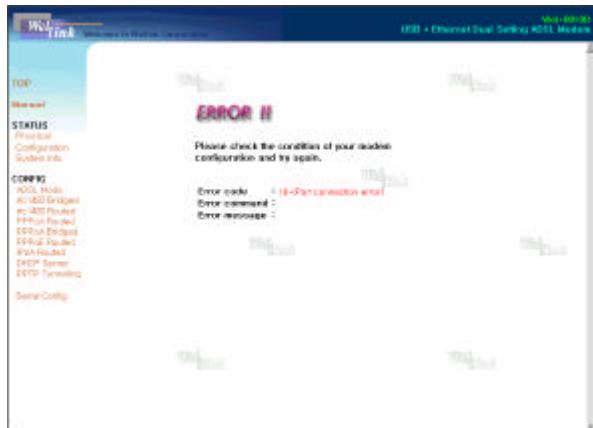 WebLink
Welcome to Weblink Corporation
USB + Ethernet Dual Setting ADSL Modem
TOP
Manual
STATUS
Physical
Configuration
System Info
CONFIG
ADSL Mode
rfc1483 Bridged
rfc1483 Routed
PPPoA Routed
PPPoA Bridged
PPPoE Routed
IPoA Routed
DHCP Server
PPTP Tunneling
Serial Config
ERROR !!
Please check the condition of your modem
configuration and try again.
Error code :
(Port connection error)
Error command :
Error message :